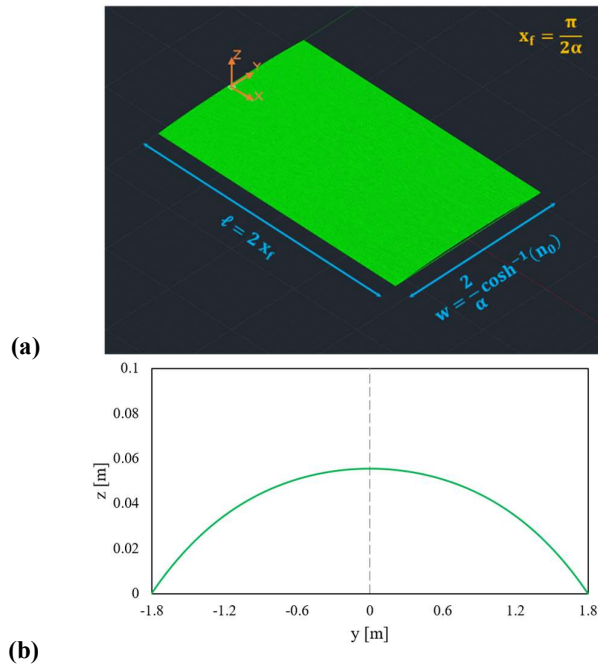 x_f = π/2α
Z
Y
X
ℓ = 2 x_f
w = 2/α cosh⁻¹(n₀)
(a)
0.1
0.08
0.06
0.04
0.02
0
z [m]
-1.8 -1.2 -0.6 0 0.6 1.2 1.8
y [m]
(b)